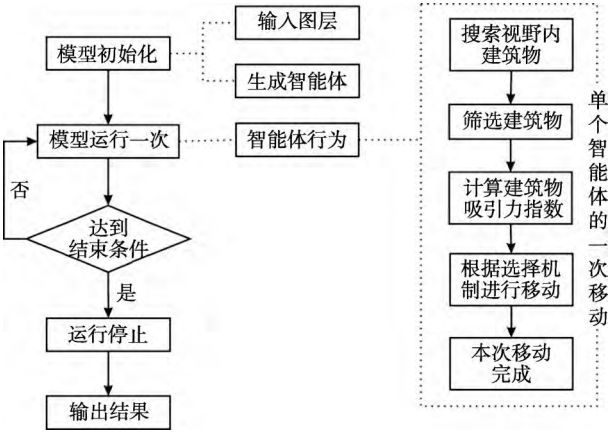 模型初始化
输入图层
生成智能体
模型运行一次
智能体行为
否
达到
结束条件
是
运行停止
输出结果
搜索视野内
建筑物
筛选建筑物
计算建筑物
吸引力指数
根据选择机
制进行移动
本次移动
完成
单个智能体的一次移动